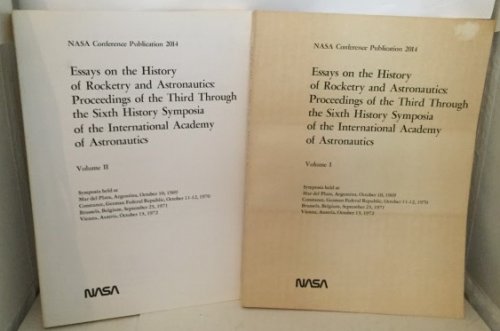 NASA Conference Publication 2014
Essays on the History
of Rocketry and Astronautics:
Proceedings of the Third Through
the Sixth History Symposia
of the International Academy
of Astronautics
Volume II
Symposia held at
Mar del Plata, Argentina, October 10, 1969
Constance, German Federal Republic, October 11-12, 1970
Brussels, Belgium, September 23, 1971
Vienna, Austria, October 13, 1972
NASA
NASA Conference Publication 2014
Essays on the History
of Rocketry and Astronautics:
Proceedings of the Third Through
the Sixth History Symposia
of the International Academy
of Astronautics
Volume I
Symposia held at
Mar del Plata, Argentina, October 10, 1969
Constance, German Federal Republic, October 11-12, 1970
Brussels, Belgium, September 23, 1971
Vienna, Austria, October 13, 1972
NASA